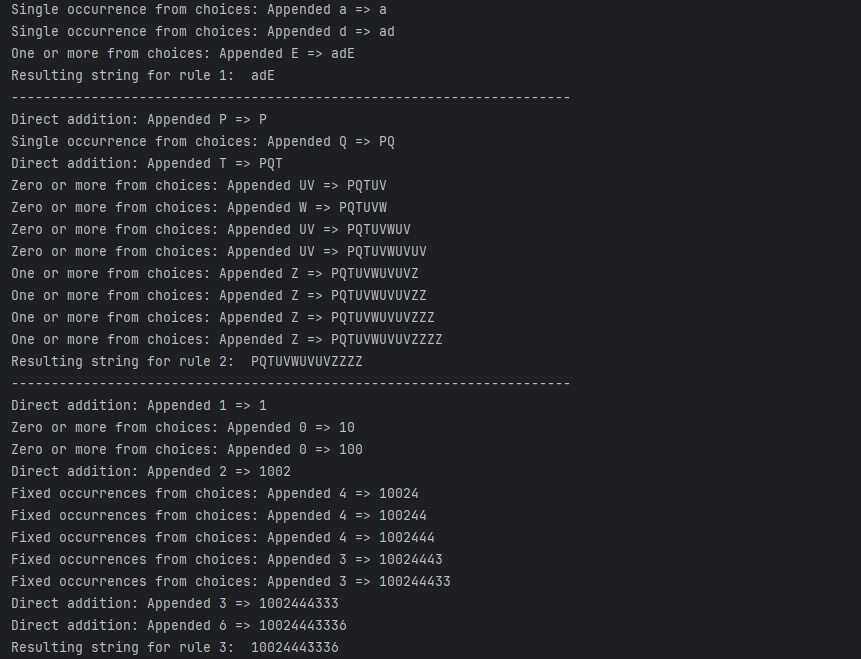 Single occurrence from choices: Appended a => a
Single occurrence from choices: Appended d => ad
One or more from choices: Appended E => adE
Resulting string for rule 1:  adE
----------------------------------------------------------------------
Direct addition: Appended P => P
Single occurrence from choices: Appended Q => PQ
Direct addition: Appended T => PQT
Zero or more from choices: Appended UV => PQTUV
Zero or more from choices: Appended W => PQTUVW
Zero or more from choices: Appended UV => PQTUVWUV
Zero or more from choices: Appended UV => PQTUVWUVUV
One or more from choices: Appended Z => PQTUVWUVUVZ
One or more from choices: Appended Z => PQTUVWUVUVZZ
One or more from choices: Appended Z => PQTUVWUVUVZZZ
One or more from choices: Appended Z => PQTUVWUVUVZZZZ
Resulting string for rule 2:  PQTUVWUVUVZZZZ
----------------------------------------------------------------------
Direct addition: Appended 1 => 1
Zero or more from choices: Appended 0 => 10
Zero or more from choices: Appended 0 => 100
Direct addition: Appended 2 => 1002
Fixed occurrences from choices: Appended 4 => 10024
Fixed occurrences from choices: Appended 4 => 100244
Fixed occurrences from choices: Appended 4 => 1002444
Fixed occurrences from choices: Appended 3 => 10024443
Fixed occurrences from choices: Appended 3 => 100244433
Direct addition: Appended 3 => 1002444333
Direct addition: Appended 6 => 10024443336
Resulting string for rule 3:  10024443336